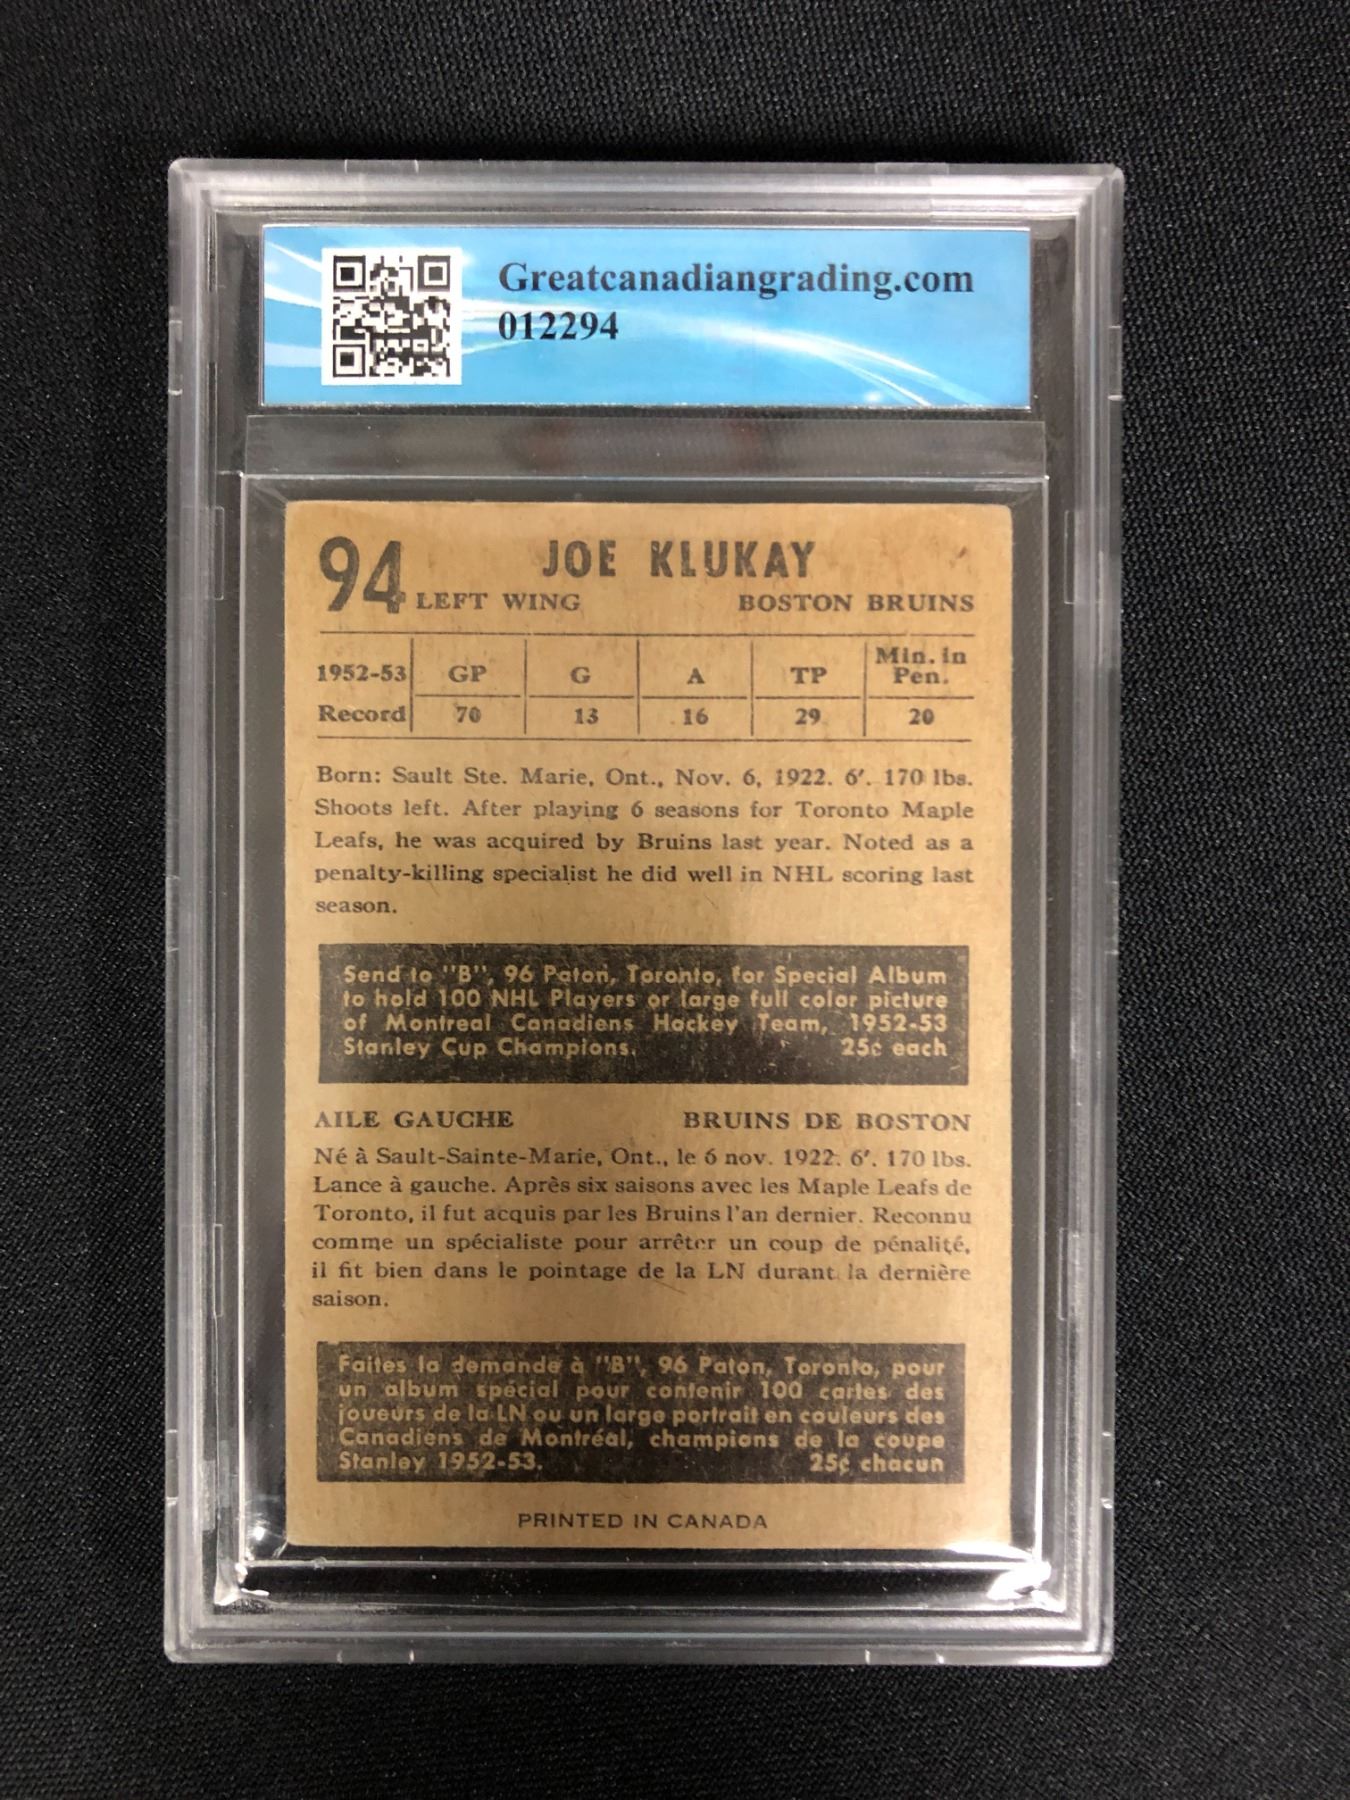 Greatcanadiangrading.com
012294
94 JOE KLUKAY
LEFT WING BOSTON BRUINS
1952-53 GP G A TP Min. in Pen.
Record 70 13 16 29 20
Born: Sault Ste. Marie, Ont., Nov. 6, 1922. 6'. 170 lbs.
Shoots left. After playing 6 seasons for Toronto Maple
Leafs, he was acquired by Bruins last year. Noted as a
penalty-killing specialist he did well in NHL scoring last
season.
Send to "B", 96 Paton, Toronto, for Special Album
to hold 100 NHL Players or large full color picture
of Montreal Canadiens Hockey Team, 1952-53
Stanley Cup Champions. 25¢ each
AILE GAUCHE BRUINS DE BOSTON
Né à Sault-Sainte-Marie, Ont., le 6 nov. 1922. 6'. 170 lbs.
Lance à gauche. Après six saisons avec les Maple Leafs de
Toronto, il fut acquis par les Bruins l'an dernier. Reconnu
comme un spécialiste pour arrêter un coup de pénalité,
il fit bien dans le pointage de la LN durant la dernière
saison.
Faites la demande à "B", 96 Paton, Toronto, pour
un album spécial pour contenir 100 cartes des
joueurs de la LN ou un large portrait en couleurs des
Canadiens de Montréal, champions de la coupe
Stanley 1952-53. 25¢ chacun
PRINTED IN CANADA